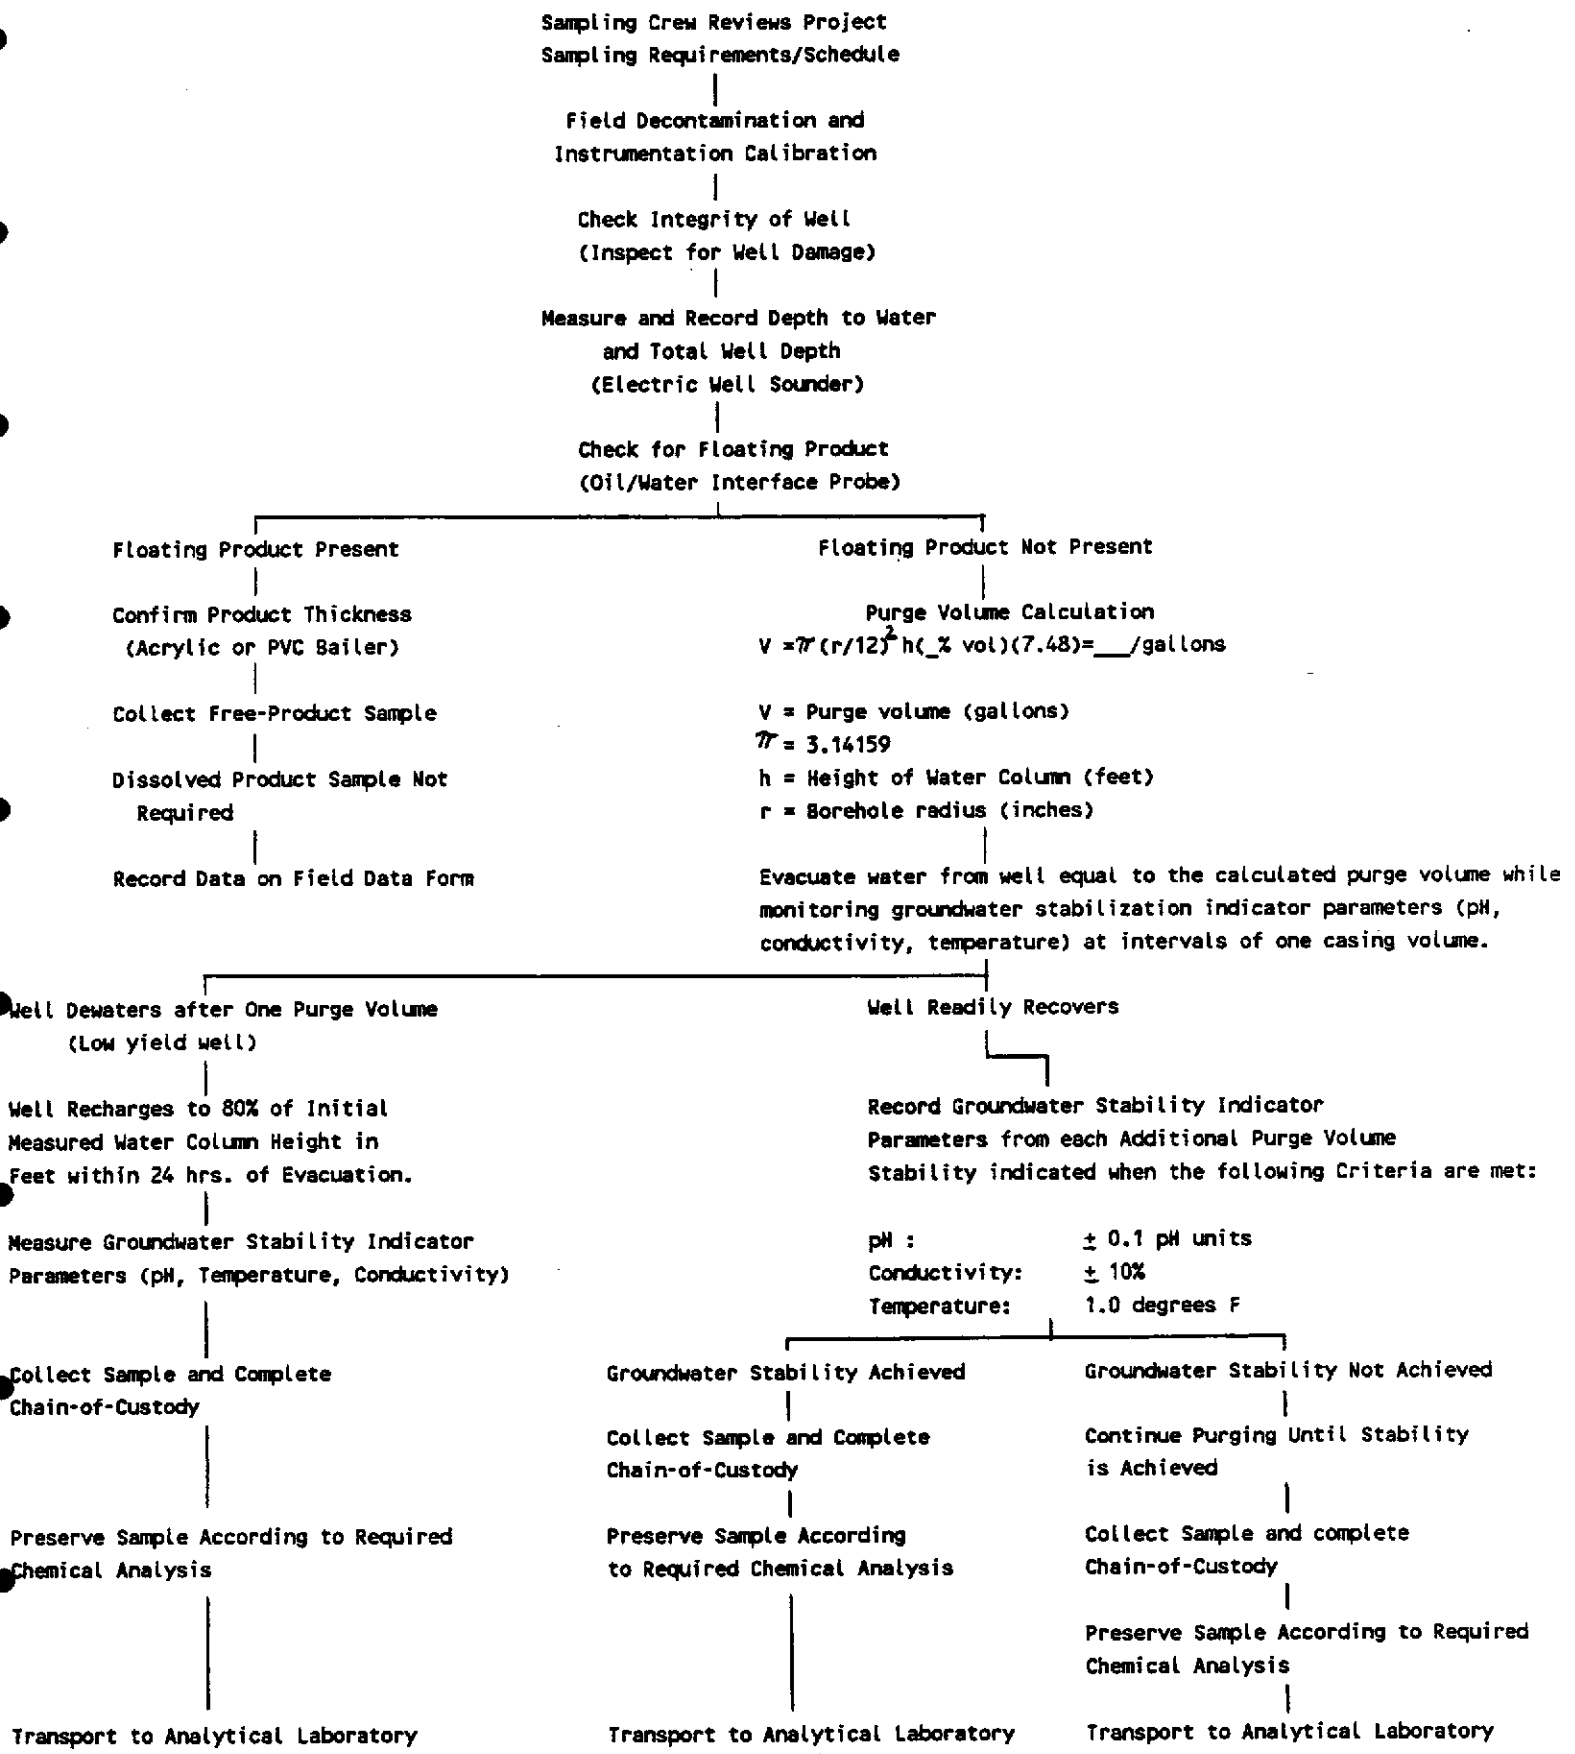 Sampling Crew Reviews Project
Sampling Requirements/Schedule
Field Decontamination and
Instrumentation Calibration
Check Integrity of Well
(Inspect for Well Damage)
Measure and Record Depth to Water
and Total Well Depth
(Electric Well Sounder)
Check for Floating Product
(Oil/Water Interface Probe)
Floating Product Present
Confirm Product Thickness
(Acrylic or PVC Bailer)
Collect Free-Product Sample
Dissolved Product Sample Not
Required
Record Data on Field Data Form
Floating Product Not Present
Purge Volume Calculation
V =π(r/12)² h(_% vol)(7.48)=___/gallons
V = Purge volume (gallons)
π = 3.14159
h = Height of Water Column (feet)
r = Borehole radius (inches)
Evacuate water from well equal to the calculated purge volume while
monitoring groundwater stabilization indicator parameters (pH,
conductivity, temperature) at intervals of one casing volume.
Well Dewaters after One Purge Volume
(Low yield well)
Well Recharges to 80% of Initial
Measured Water Column Height in
Feet within 24 hrs. of Evacuation.
Measure Groundwater Stability Indicator
Parameters (pH, Temperature, Conductivity)
Collect Sample and Complete
Chain-of-Custody
Preserve Sample According to Required
Chemical Analysis
Transport to Analytical Laboratory
Well Readily Recovers
Record Groundwater Stability Indicator
Parameters from each Additional Purge Volume
Stability indicated when the following Criteria are met:
pH : ± 0.1 pH units
Conductivity: ± 10%
Temperature: 1.0 degrees F
Groundwater Stability Achieved
Collect Sample and Complete
Chain-of-Custody
Preserve Sample According
to Required Chemical Analysis
Transport to Analytical Laboratory
Groundwater Stability Not Achieved
Continue Purging Until Stability
is Achieved
Collect Sample and complete
Chain-of-Custody
Preserve Sample According to Required
Chemical Analysis
Transport to Analytical Laboratory